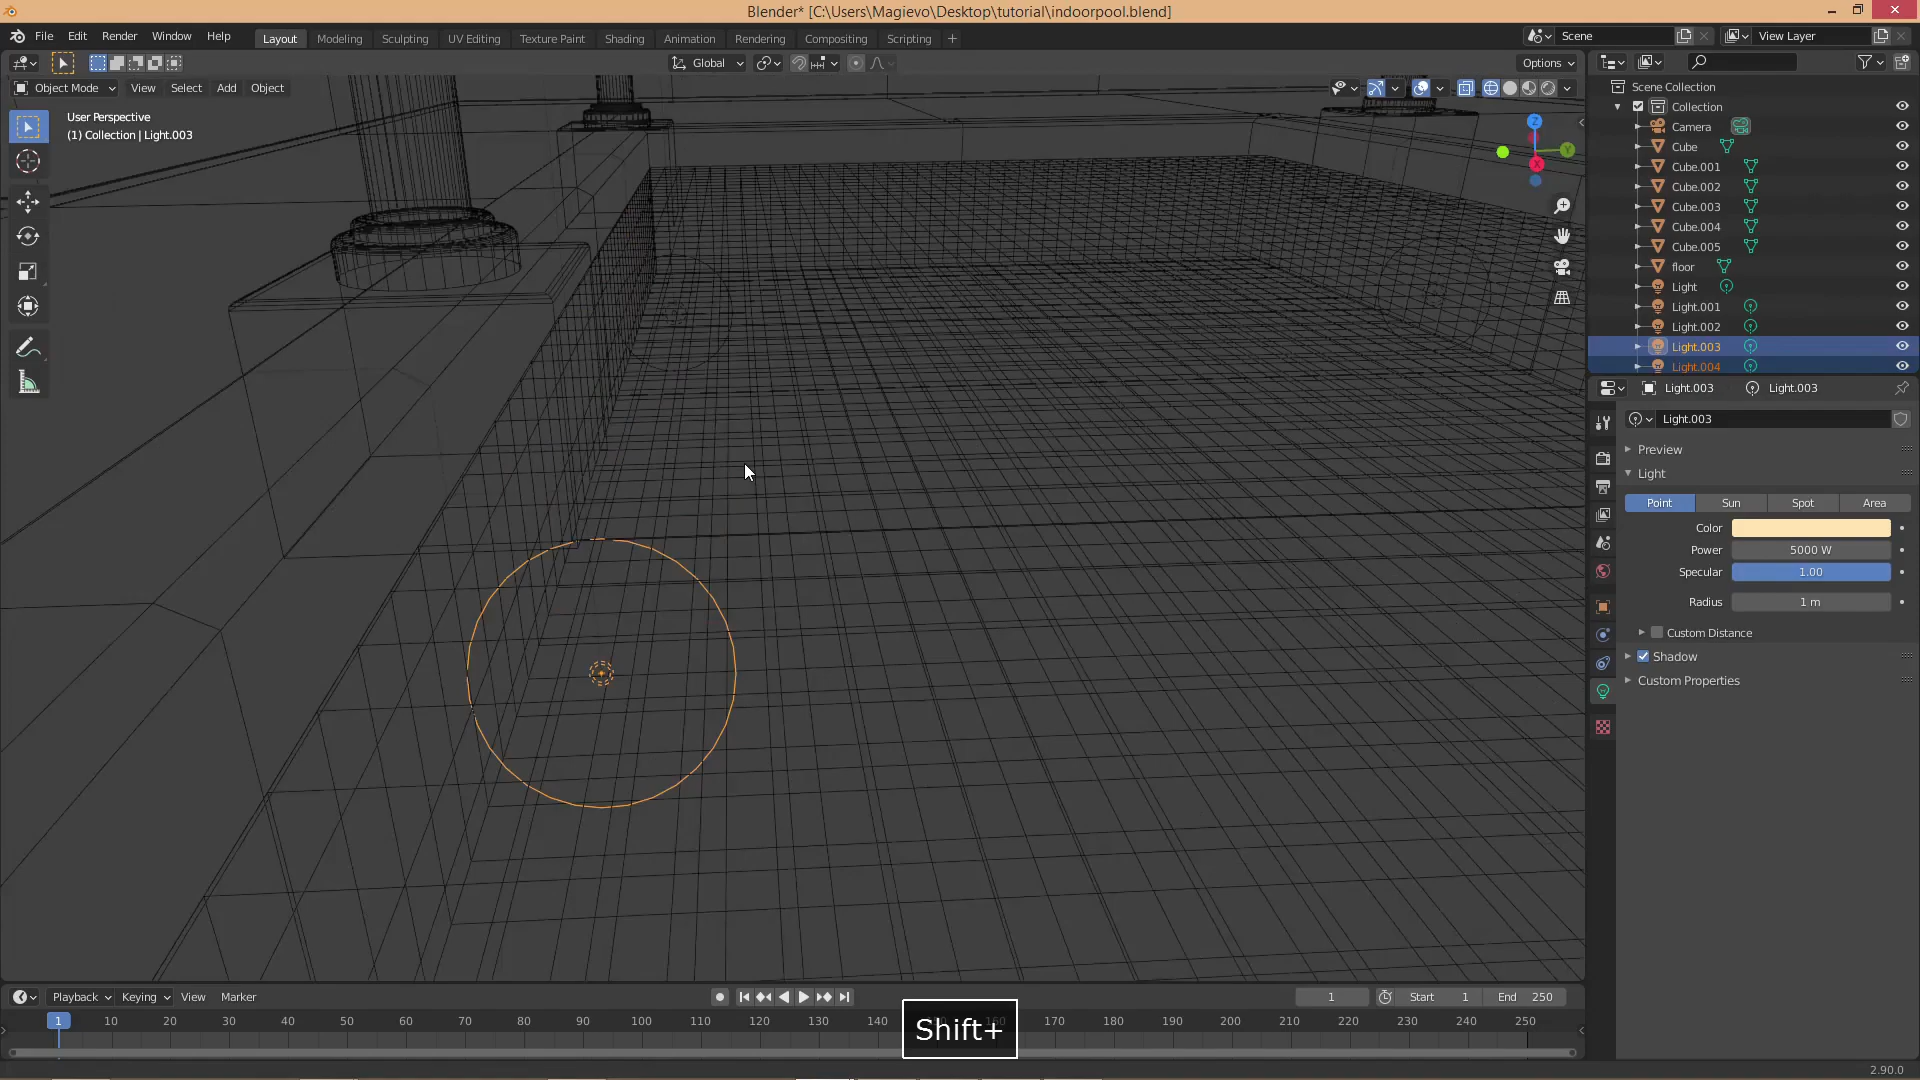 Blender* [C:\Users\Magievo\Desktop\tutorial\indoorpool.blend]
File Edit Render Window Help
Layout Modeling Sculpting UV Editing Texture Paint Shading Animation Rendering Compositing Scripting +
Scene
View Layer
Global
Options
Object Mode View Select Add Object
User Perspective
(1) Collection | Light.003
Z
Y
X
Scene Collection
Collection
Camera
Cube
Cube.001
Cube.002
Cube.003
Cube.004
Cube.005
floor
Light
Light.001
Light.002
Light.003
Light.004
Light.003 Light.003
Light.003
Preview
Light
Point Sun Spot Area
Color
Power 5000 W
Specular 1.00
Radius 1 m
Custom Distance
Shadow
Custom Properties
Playback Keying View Marker
1
Start 1
End 250
1 10 20 30 40 50 60 70 80 90 100 110 120 130 140 160 170 180 190 200 210 220 230 240 250
Shift+
2.90.0